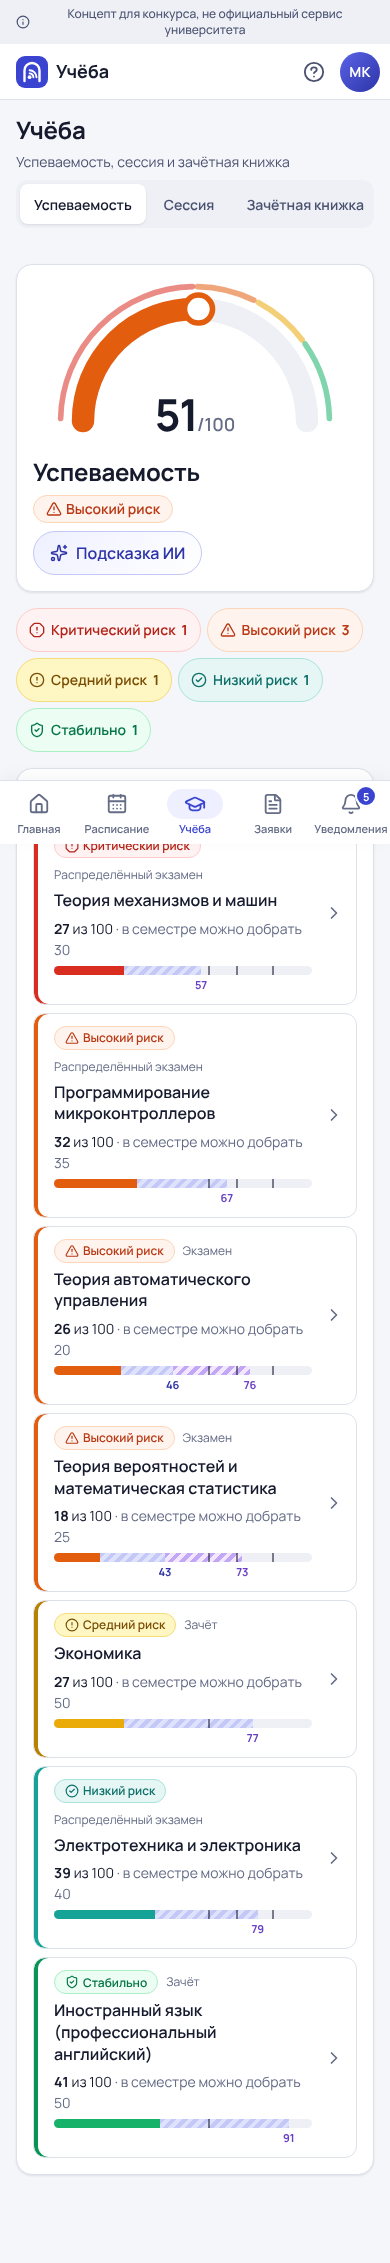 Концепт для конкурса, не официальный сервис
университета
Учёба
МК
Учёба
Успеваемость, сессия и зачётная книжка
Успеваемость Сессия Зачётная книжка
51/100
Успеваемость
Высокий риск
Подсказка ИИ
Критический риск 1 Высокий риск 3
Средний риск 1 Низкий риск 1
Стабильно 1
5
Главная Расписание Учёба Заявки Уведомления
Критический риск
Распределённый экзамен
Теория механизмов и машин
27 из 100 · в семестре можно добрать
30
57
Высокий риск
Распределённый экзамен
Программирование
микроконтроллеров
32 из 100 · в семестре можно добрать
35
67
Высокий риск Экзамен
Теория автоматического
управления
26 из 100 · в семестре можно добрать
20
46 76
Высокий риск Экзамен
Теория вероятностей и
математическая статистика
18 из 100 · в семестре можно добрать
25
43 73
Средний риск Зачёт
Экономика
27 из 100 · в семестре можно добрать
50
77
Низкий риск
Распределённый экзамен
Электротехника и электроника
39 из 100 · в семестре можно добрать
40
79
Стабильно Зачёт
Иностранный язык
(профессиональный
английский)
41 из 100 · в семестре можно добрать
50
91